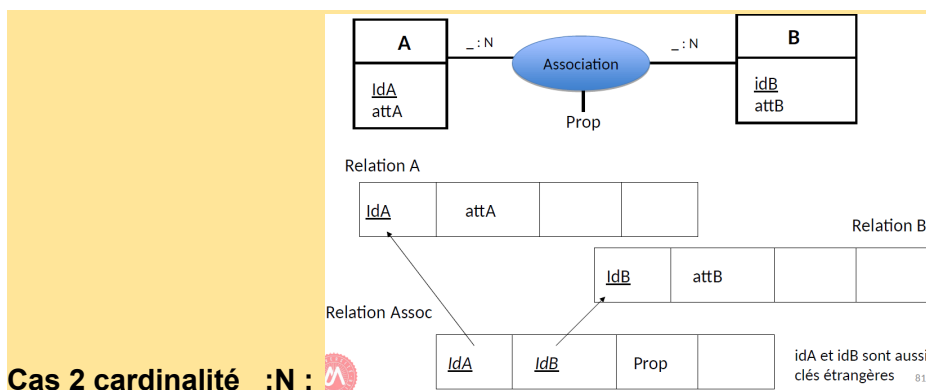 A
_ : N
Association
_ : N
B
IdA
attA
idB
attB
Prop
Relation A
IdA
attA
Relation B
IdB
attB
Relation Assoc
IdA
IdB
Prop
idA et idB sont aussi
clés étrangères
81
Cas 2 cardinalité _:N :